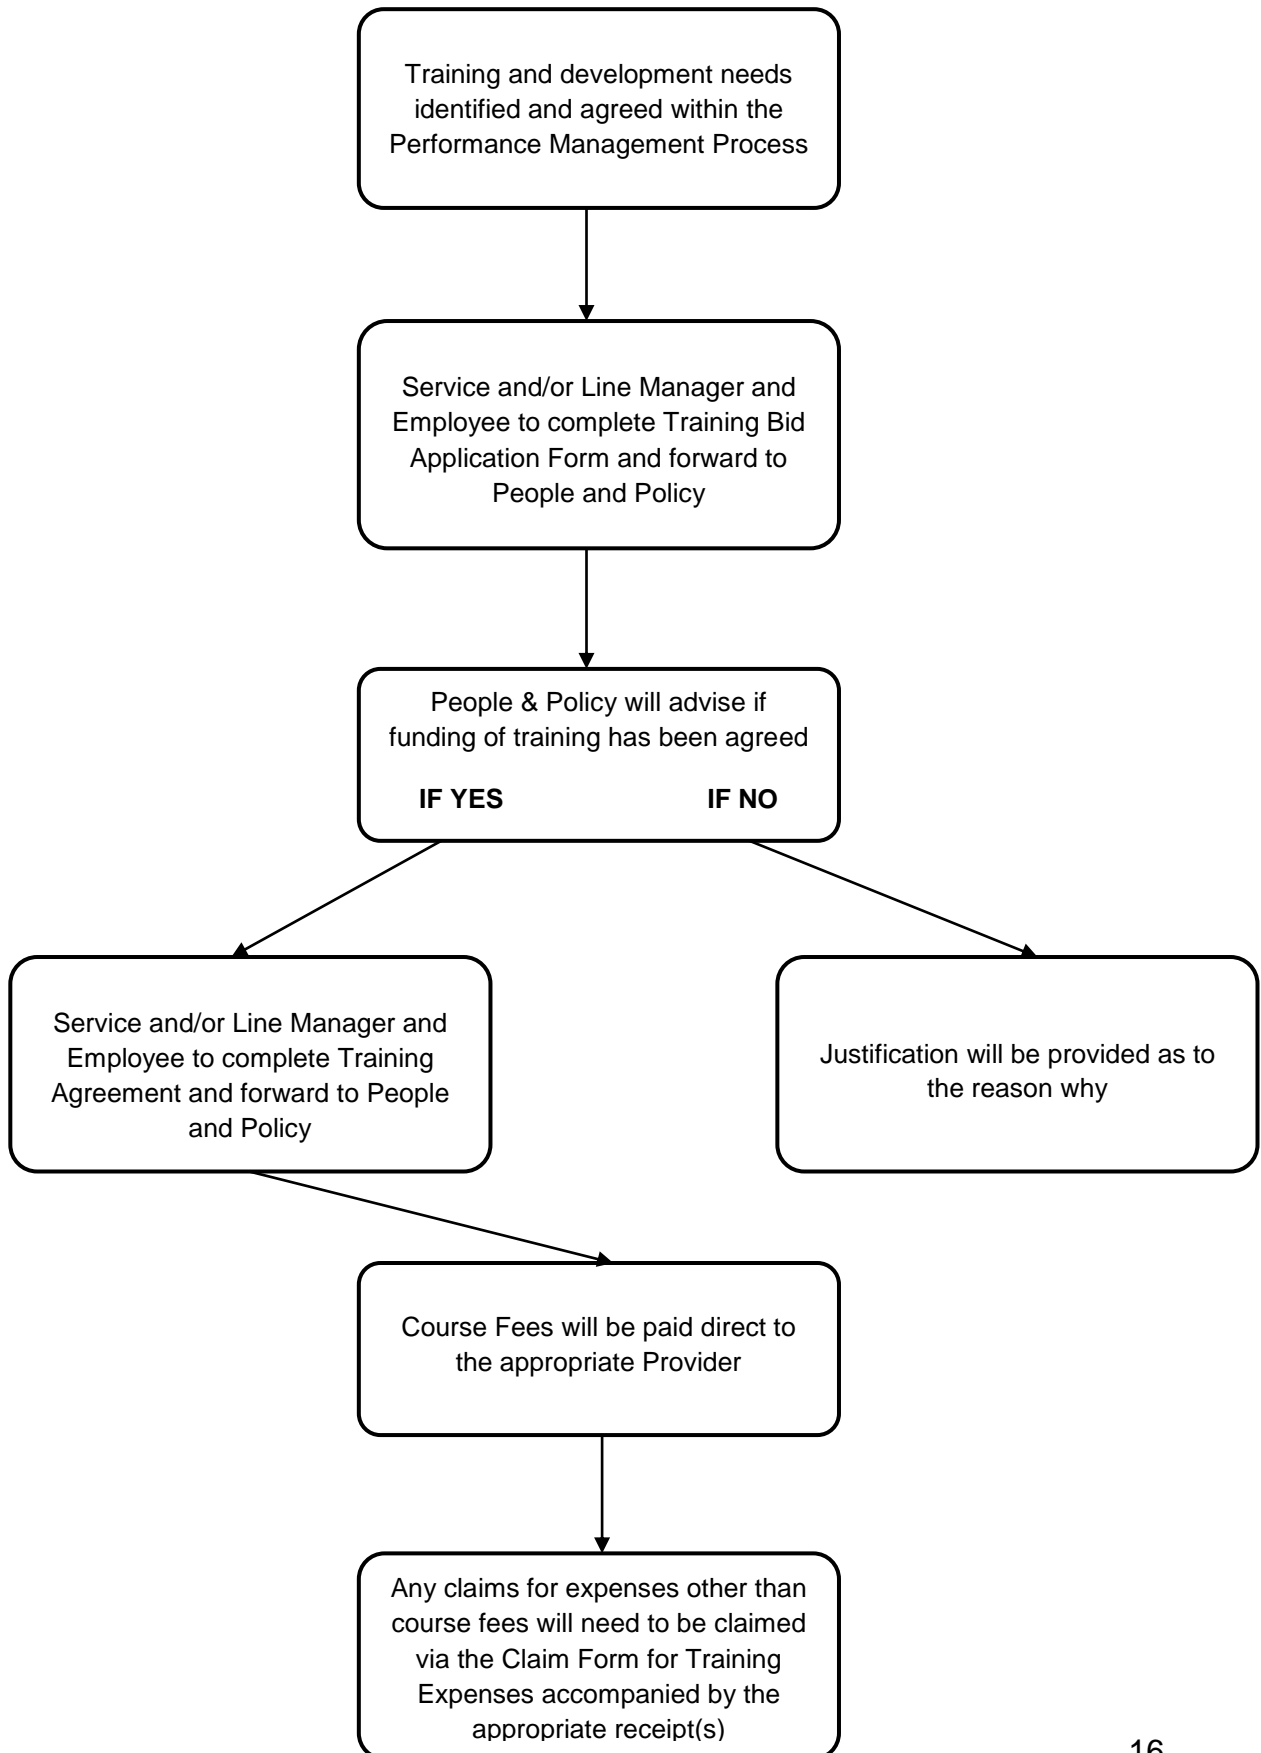 Training and development needs
identified and agreed within the
Performance Management Process
Service and/or Line Manager and
Employee to complete Training Bid
Application Form and forward to
People and Policy
People & Policy will advise if
funding of training has been agreed
IF YES IF NO
Service and/or Line Manager and
Employee to complete Training
Agreement and forward to People
and Policy
Justification will be provided as to
the reason why
Course Fees will be paid direct to
the appropriate Provider
Any claims for expenses other than
course fees will need to be claimed
via the Claim Form for Training
Expenses accompanied by the
appropriate receipt(s)
16